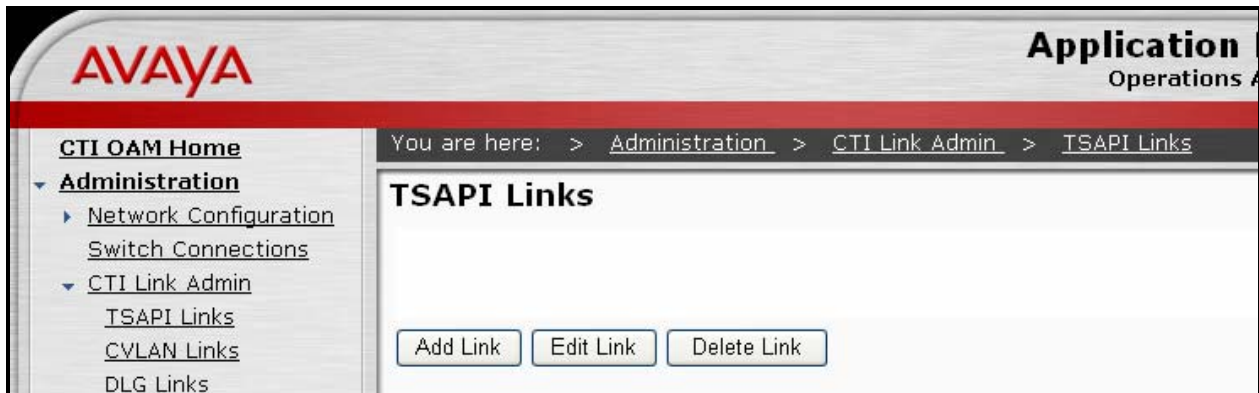 AVAYA
Application
Operations
CTI OAM Home
Administration
Network Configuration
Switch Connections
CTI Link Admin
TSAPI Links
CVLAN Links
DLG Links
You are here: > Administration > CTI Link Admin > TSAPI Links
TSAPI Links
Add Link Edit Link Delete Link